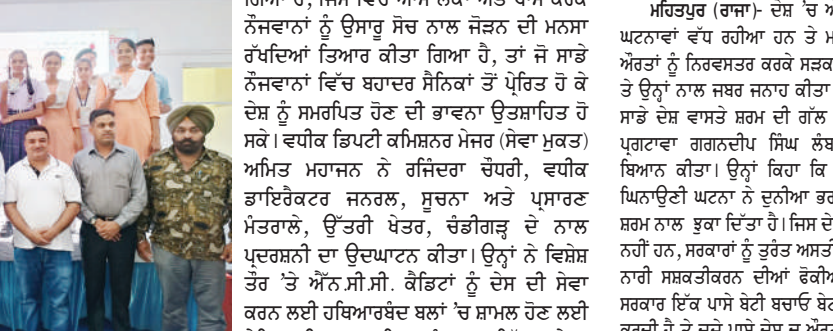 ਨੌਜਵਾਨਾਂ ਨੂੰ ਉਸਾਰੂ ਸੋਚ ਨਾਲ ਜੋੜਨ ਦੀ ਮਨਸਾ
ਰੱਖਦਿਆਂ ਤਿਆਰ ਕੀਤਾ ਗਿਆ ਹੈ, ਤਾਂ ਜੋ ਸਾਡੇ
ਨੌਜਵਾਨਾਂ ਵਿੱਚ ਬਹਾਦਰ ਸੈਨਿਕਾਂ ਤੋਂ ਪ੍ਰੇਰਿਤ ਹੋ ਕੇ
ਦੇਸ਼ ਨੂੰ ਸਮਰਪਿਤ ਹੋਣ ਦੀ ਭਾਵਨਾ ਉਤਸ਼ਾਹਿਤ ਹੋ
ਸਕੇ। ਵਧੀਕ ਡਿਪਟੀ ਕਮਿਸ਼ਨਰ ਮੇਜਰ (ਸੇਵਾ ਮੁਕਤ)
ਅਮਿਤ ਮਹਾਜਨ ਨੇ ਰਜਿੰਦਰਾ ਚੌਧਰੀ, ਵਧੀਕ
ਡਾਇਰੈਕਟਰ ਜਨਰਲ, ਸੂਚਨਾ ਅਤੇ ਪ੍ਰਸਾਰਣ
ਮੰਤਰਾਲੇ, ਉੱਤਰੀ ਖੇਤਰ, ਚੰਡੀਗੜ੍ਹ ਦੇ ਨਾਲ
ਪ੍ਰਦਰਸ਼ਨੀ ਦਾ ਉਦਘਾਟਨ ਕੀਤਾ। ਉਨ੍ਹਾਂ ਨੇ ਵਿਸ਼ੇਸ਼
ਤੌਰ 'ਤੇ ਐੱਨ.ਸੀ.ਸੀ. ਕੈਡਿਟਾਂ ਨੂੰ ਦੇਸ ਦੀ ਸੇਵਾ
ਕਰਨ ਲਈ ਹਥਿਆਰਬੰਦ ਬਲਾਂ 'ਚ ਸ਼ਾਮਲ ਹੋਣ ਲਈ
ਮਹਿਤਪੁਰ (ਰਾਜਾ)- ਦੇਸ਼ 'ਚ
ਘਟਨਾਵਾਂ ਵੱਧ ਰਹੀਆ ਹਨ ਤੇ
ਔਰਤਾਂ ਨੂੰ ਨਿਰਵਸਤਰ ਕਰਕੇ ਸੜਕ
ਤੇ ਉਨ੍ਹਾਂ ਨਾਲ ਜਬਰ ਜਨਾਹ ਕੀਤਾ
ਸਾਡੇ ਦੇਸ਼ ਵਾਸਤੇ ਸ਼ਰਮ ਦੀ ਗੱਲ
ਪ੍ਰਗਟਾਵਾ ਗਗਨਦੀਪ ਸਿੰਘ ਲੰਬ
ਬਿਆਨ ਕੀਤਾ। ਉਨ੍ਹਾਂ ਕਿਹਾ ਕਿ
ਘਿਨਾਉਣੀ ਘਟਨਾ ਨੇ ਦੁਨੀਆ ਭਰ
ਸ਼ਰਮ ਨਾਲ ਝੁਕਾ ਦਿੱਤਾ ਹੈ। ਜਿਸ ਦੇ
ਨਹੀਂ ਹਨ, ਸਰਕਾਰਾਂ ਨੂੰ ਤੁਰੰਤ ਅਸਤੀ
ਨਾਰੀ ਸਸ਼ਕਤੀਕਰਨ ਦੀਆਂ ਫੋਕੀਆ
ਸਰਕਾਰ ਇੱਕ ਪਾਸੇ ਬੇਟੀ ਬਚਾਓ ਬੇਟ